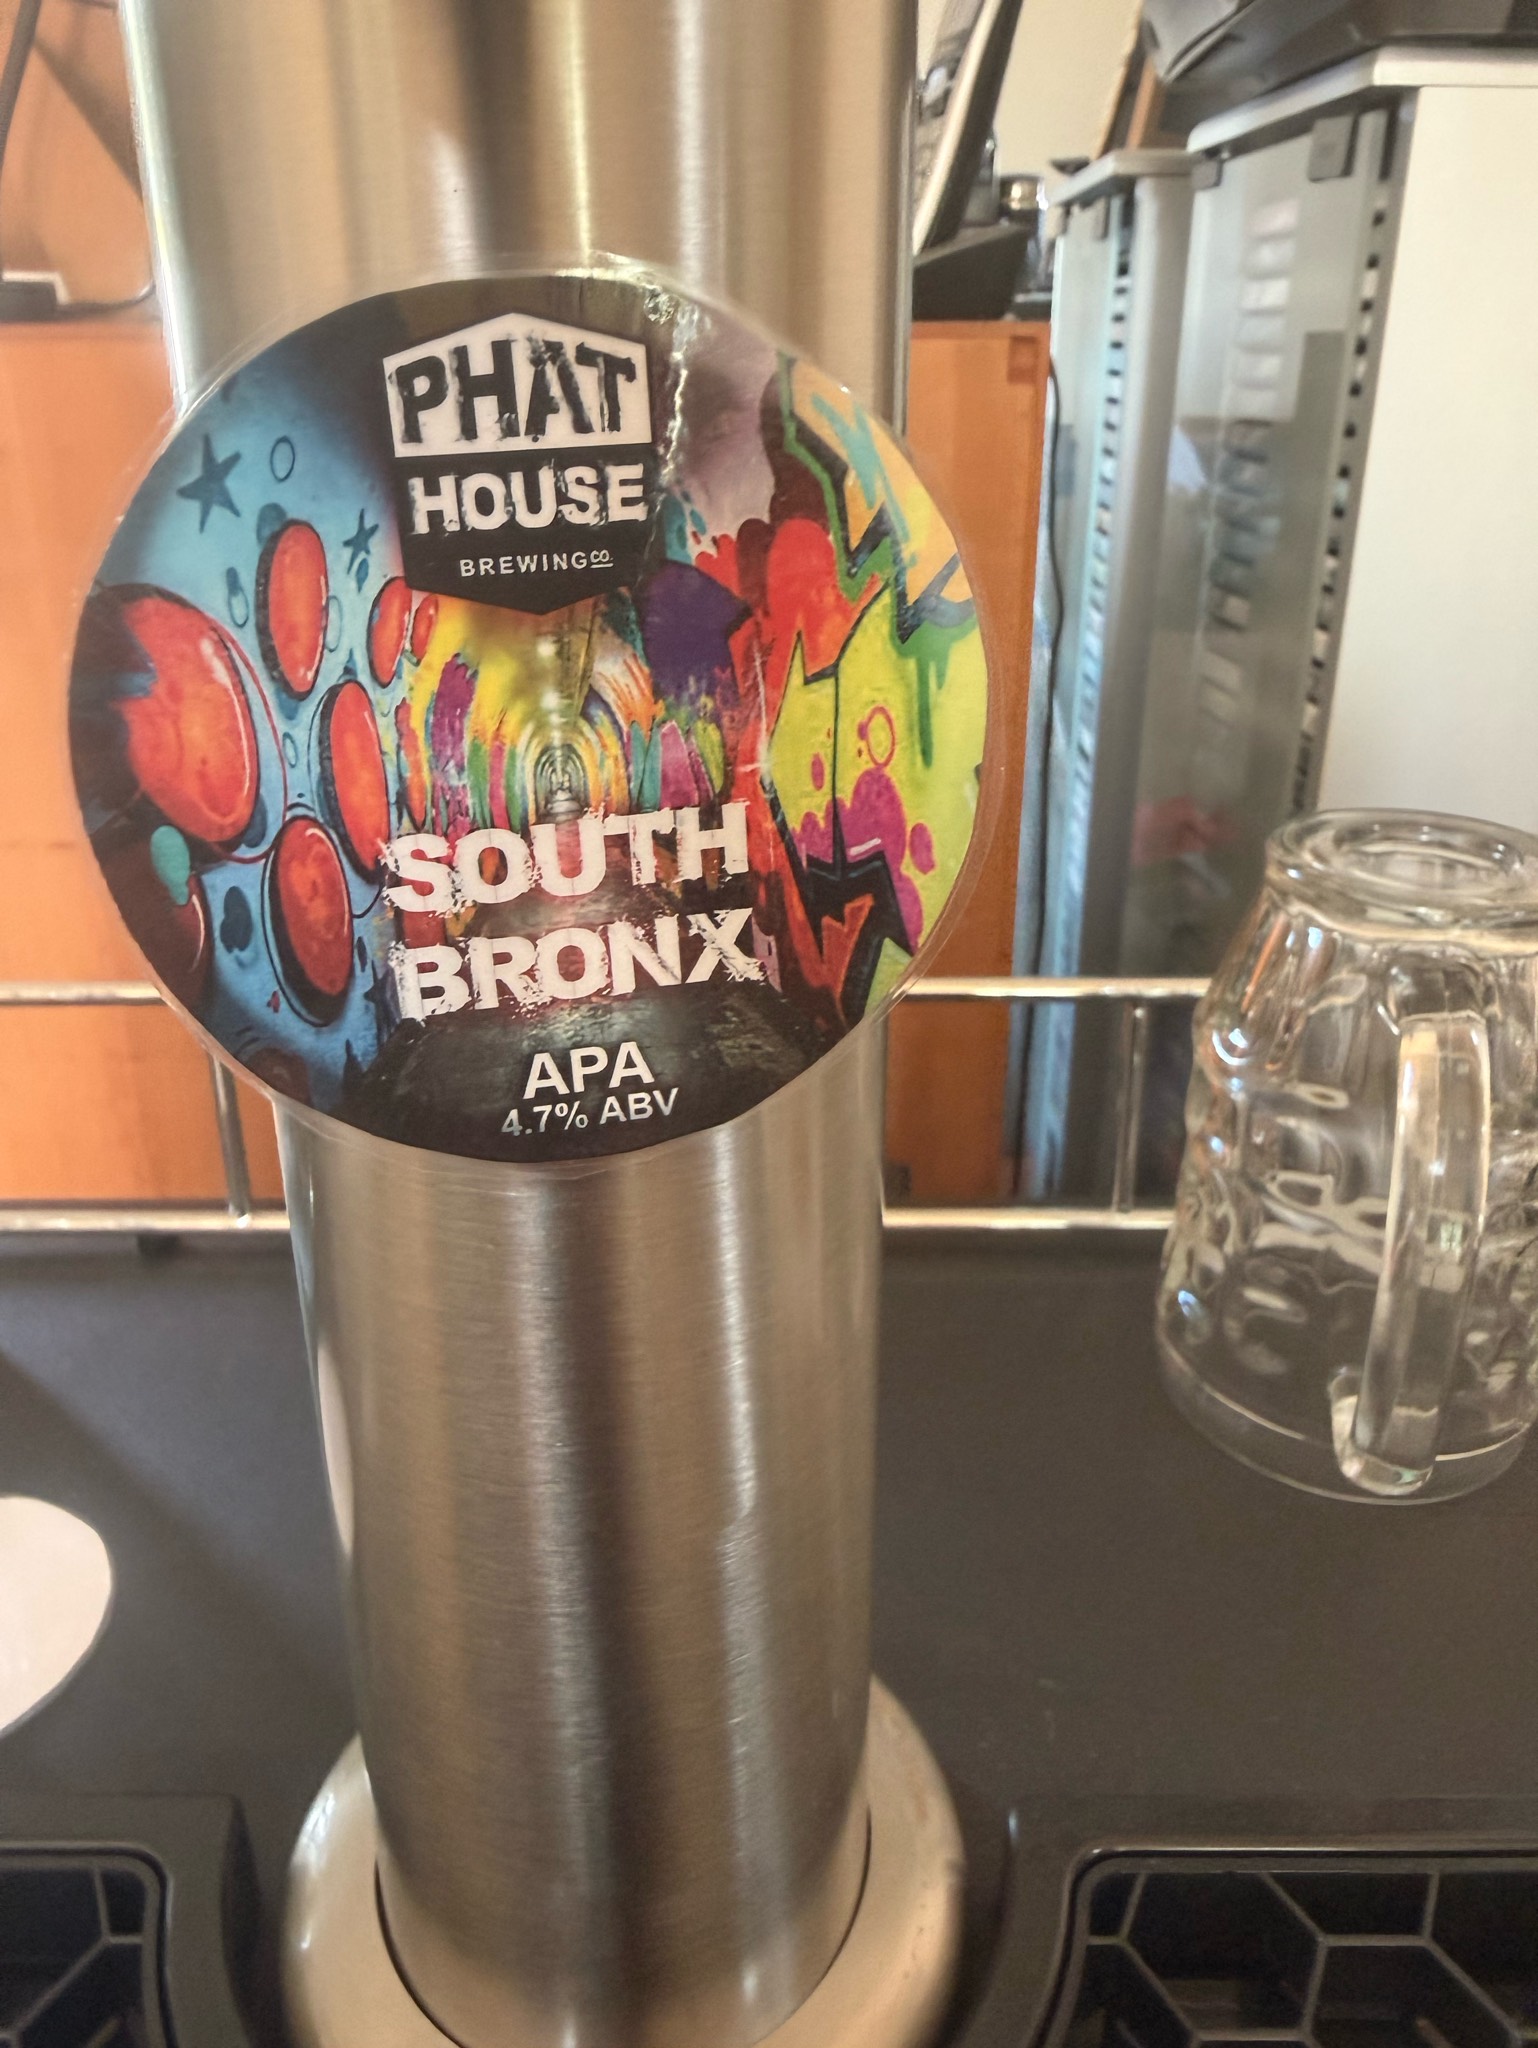 PHAT
HOUSE
BREWING CO.
SOUTH
BRONX
APA
4.7% ABV